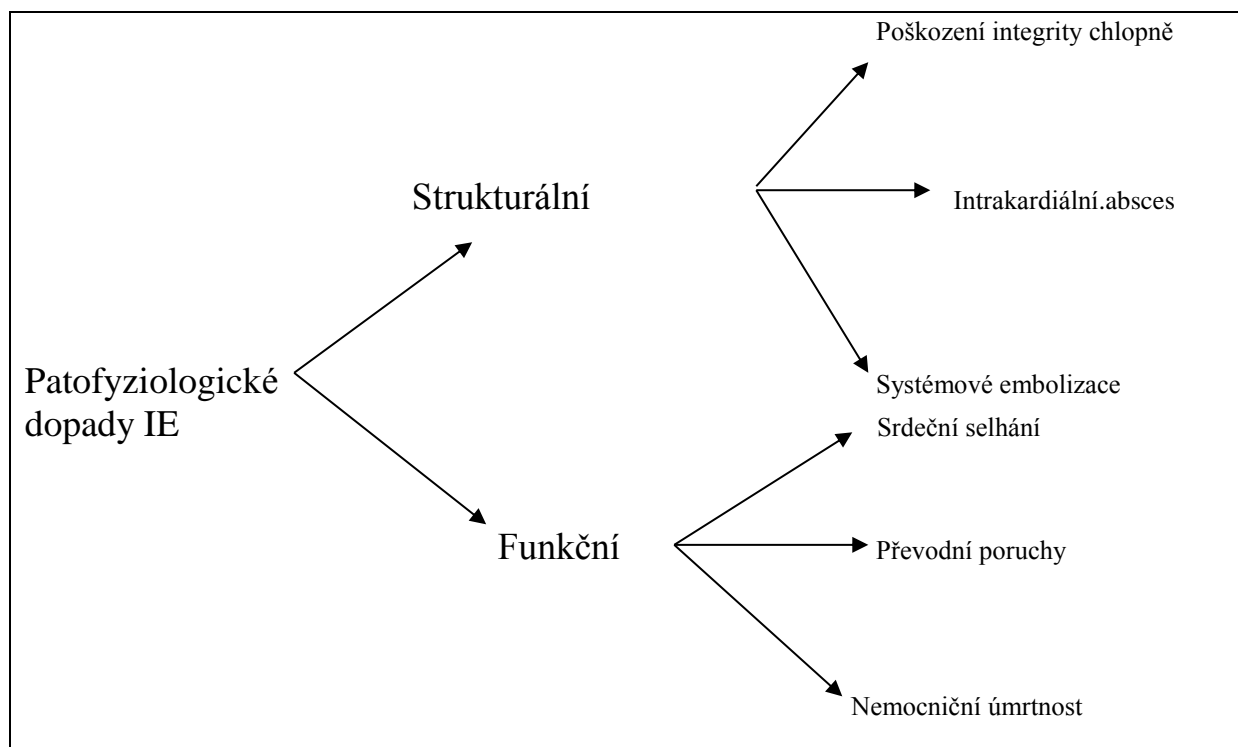 Poškození integrity chlopně
Strukturální
Intrakardiální.absces
Patofyziologické
dopady IE
Systémové embolizace
Srdeční selhání
Funkční
Převodní poruchy
Nemocniční úmrtnost